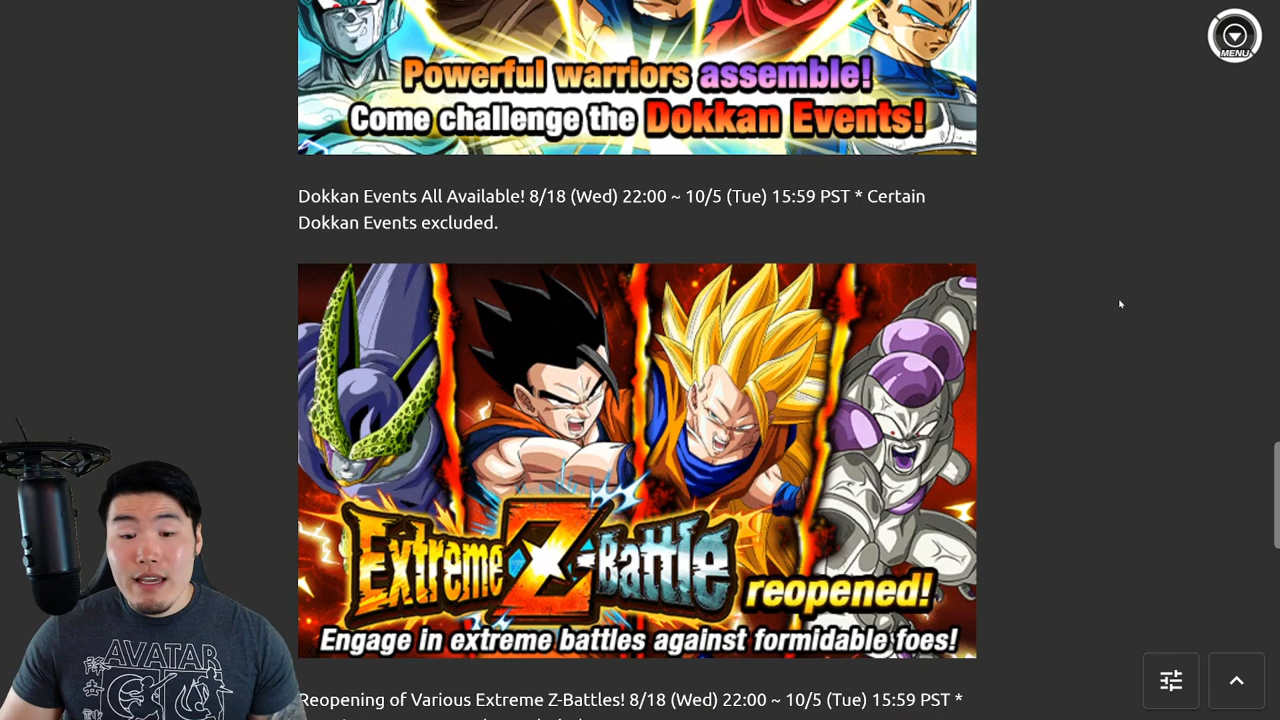 MENU
Powerful warriors assemble!
Come challenge the Dokkan Events!
Dokkan Events All Available! 8/18 (Wed) 22:00 ~ 10/5 (Tue) 15:59 PST * Certain
Dokkan Events excluded.
Extreme Z-Battle reopened!
Engage in extreme battles against formidable foes!
AVATAR
Reopening of Various Extreme Z-Battles! 8/18 (Wed) 22:00 ~ 10/5 (Tue) 15:59 PST *